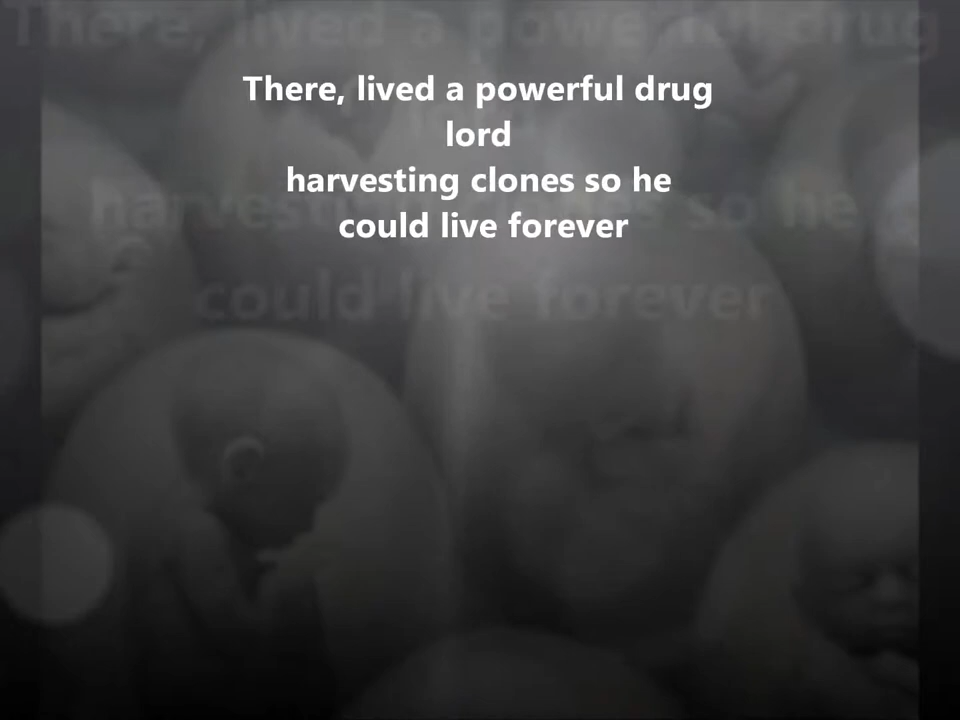 There, lived a powerful drug
lord
harvesting clones so he
could live forever